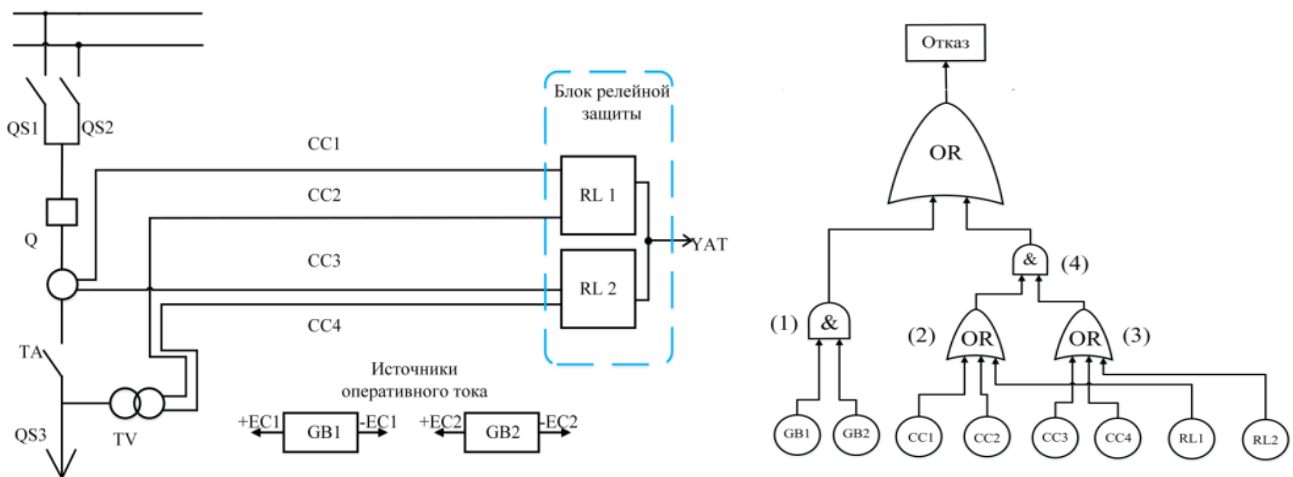 QS1
QS2
Q
TA
QS3
TV
CC1
CC2
CC3
CC4
Блок релейной
защиты
RL 1
RL 2
YAT
Источники
оперативного тока
+EC1
GB1
-EC1
+EC2
GB2
-EC2
Отказ
OR
&
(4)
(1)
&
(2)
OR
OR
(3)
GB1
GB2
CC1
CC2
CC3
CC4
RL1
RL2